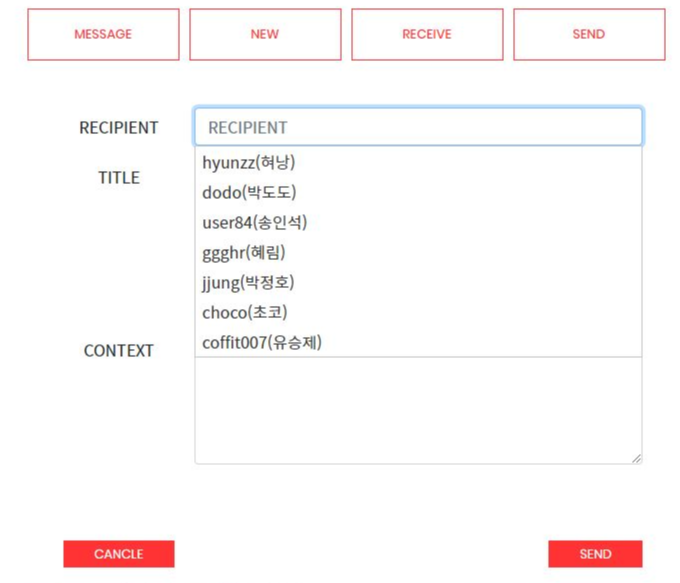 MESSAGE NEW RECEIVE SEND
RECIPIENT RECIPIENT
hyunzz(혀낭)
TITLE
dodo(박도도)
user84(송인석)
ggghr(혜림)
jjung(박정호)
choco(초코)
CONTEXT
coffit007(유승제)
CANCLE SEND